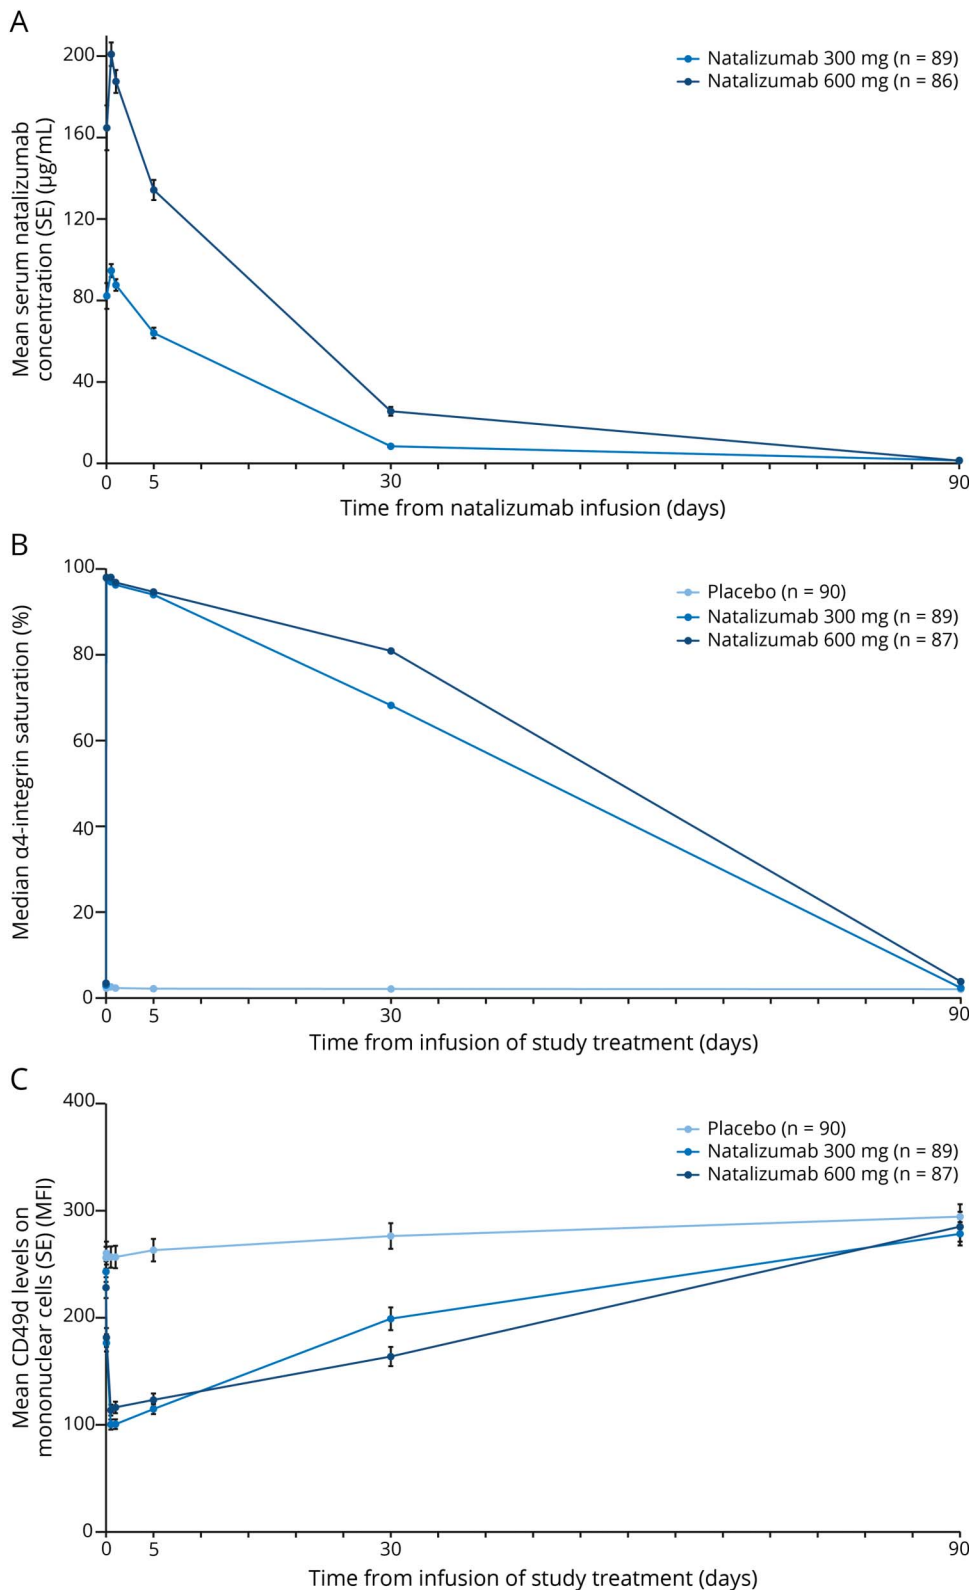 A
Mean serum natalizumab
concentration (SE) (µg/mL)
200
160
120
80
40
0
Natalizumab 300 mg (n = 89)
Natalizumab 600 mg (n = 86)
0 5 30 90
Time from natalizumab infusion (days)
B
Median α4-integrin saturation (%)
100
80
60
40
20
0
Placebo (n = 90)
Natalizumab 300 mg (n = 89)
Natalizumab 600 mg (n = 87)
0 5 30 90
Time from infusion of study treatment (days)
C
Mean CD49d levels on
mononuclear cells (SE) (MFI)
400
300
200
100
0
Placebo (n = 90)
Natalizumab 300 mg (n = 89)
Natalizumab 600 mg (n = 87)
0 5 30 90
Time from infusion of study treatment (days)